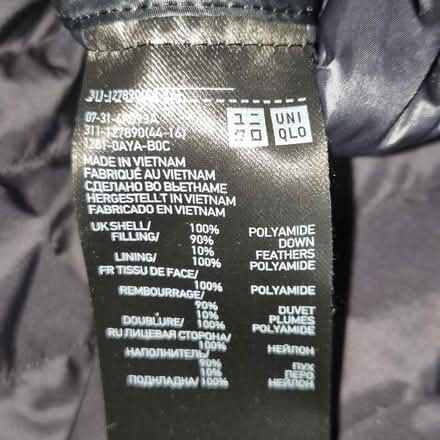 07-31-
311-127890(44-16)
UNI
QLO
1281-0AYA-B0C
MADE IN VIETNAM
FABRIQUÉ AU VIETNAM
СДЕЛАНО ВО ВЬЕТНАМЕ
HERGESTELLT IN VIETNAM
FABRICADO EN VIETNAM
UK SHELL/ 100% POLYAMIDE
FILLING/ 90% DOWN
10% FEATHERS
LINING/ 100% POLYAMIDE
FR TISSU DE FACE/
100% POLYAMIDE
REMBOURRAGE/
90% DUVET
10% PLUMES
DOUBLURE/ 100% POLYAMIDE
RU ЛИЦЕВАЯ СТОРОНА/
100% НЕЙЛОН
НАПОЛНИТЕЛЬ/
90% ПУХ
10% ПЕРО
ПОДКЛАДКА/100% НЕЙЛОН